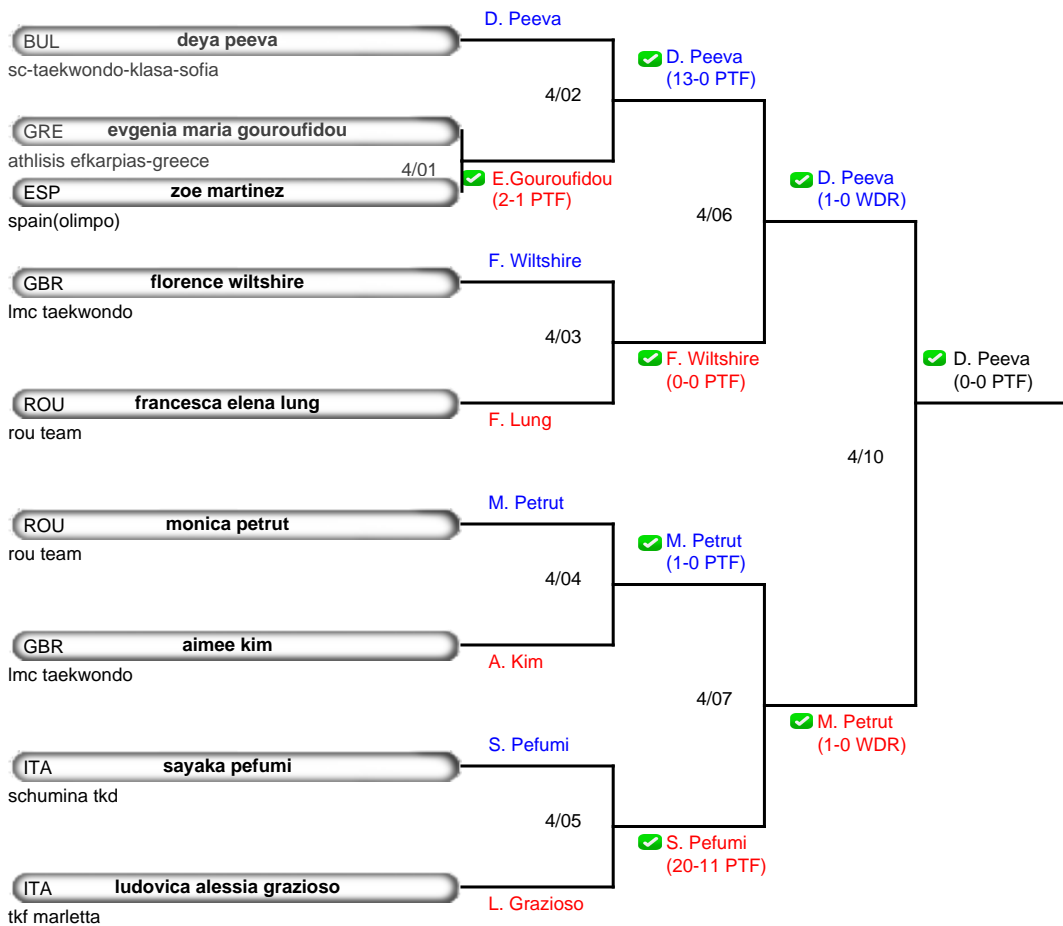 D. Peeva
BUL deya peeva
sc-taekwondo-klasa-sofia
D. Peeva
(13-0 PTF)
4/02
GRE evgenia maria gouroufidou
athlisis efkarpias-greece
4/01
E.Gouroufidou
(2-1 PTF)
ESP zoe martinez
spain(olimpo)
D. Peeva
(1-0 WDR)
4/06
F. Wiltshire
GBR florence wiltshire
lmc taekwondo
4/03
F. Wiltshire
(0-0 PTF)
D. Peeva
(0-0 PTF)
ROU francesca elena lung
rou team
F. Lung
4/10
M. Petrut
ROU monica petrut
rou team
M. Petrut
(1-0 PTF)
4/04
GBR aimee kim
lmc taekwondo
A. Kim
4/07
M. Petrut
(1-0 WDR)
S. Pefumi
ITA sayaka pefumi
schumina tkd
4/05
S. Pefumi
(20-11 PTF)
ITA ludovica alessia grazioso
tkf marletta
L. Grazioso